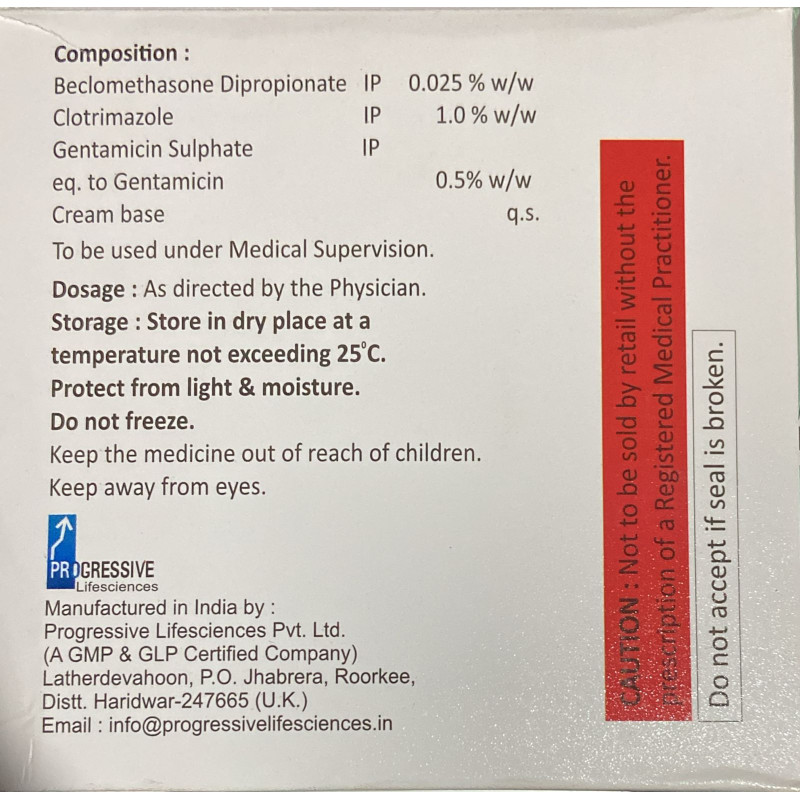 Composition :
Beclomethasone Dipropionate IP 0.025 % w/w
Clotrimazole IP 1.0 % w/w
Gentamicin Sulphate IP
eq. to Gentamicin 0.5% w/w
Cream base q.s.
To be used under Medical Supervision.
Dosage : As directed by the Physician.
Storage : Store in dry place at a
temperature not exceeding 25°C.
Protect from light & moisture.
Do not freeze.
Keep the medicine out of reach of children.
Keep away from eyes.
PROGRESSIVE
Lifesciences
Manufactured in India by :
Progressive Lifesciences Pvt. Ltd.
(A GMP & GLP Certified Company)
Latherdevahoon, P.O. Jhabrera, Roorkee,
Distt. Haridwar-247665 (U.K.)
Email : info@progressivelifesciences.in
CAUTION : Not to be sold by retail without the
prescription of a Registered Medical Practitioner.
Do not accept if seal is broken.